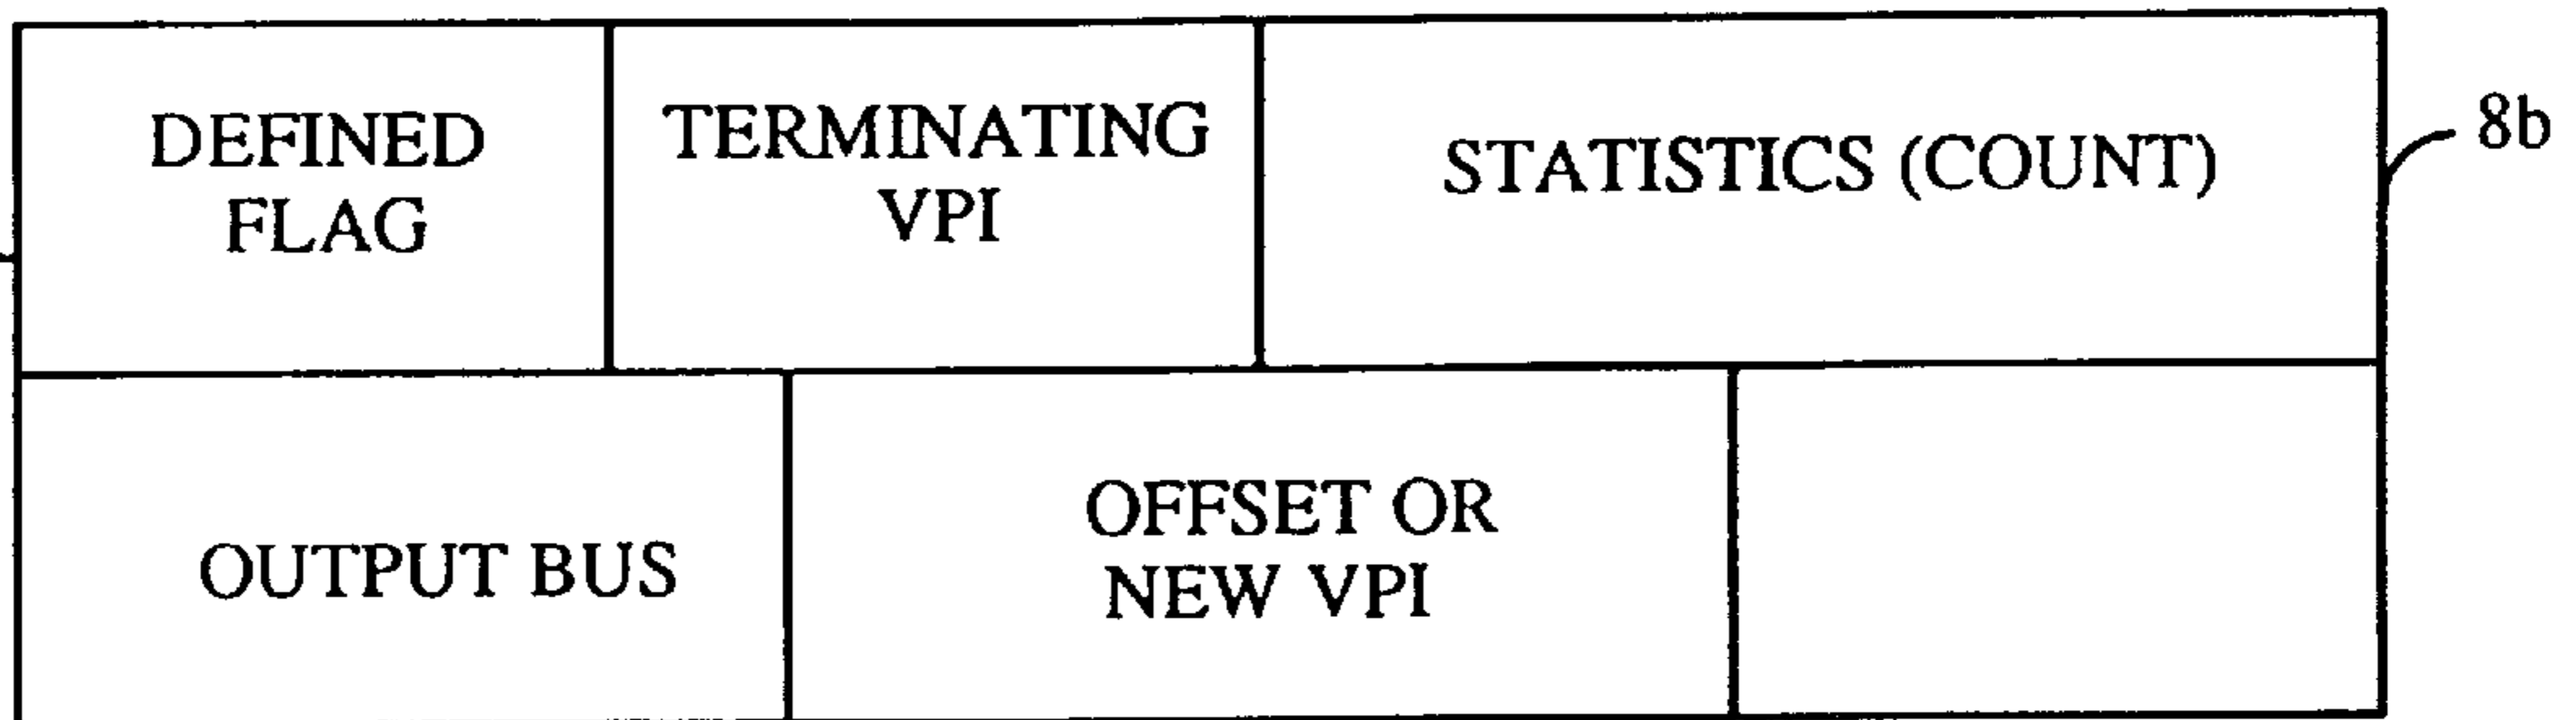 DEFINED
FLAG
TERMINATING
VPI
STATISTICS (COUNT)
8b
OUTPUT BUS
OFFSET OR
NEW VPI